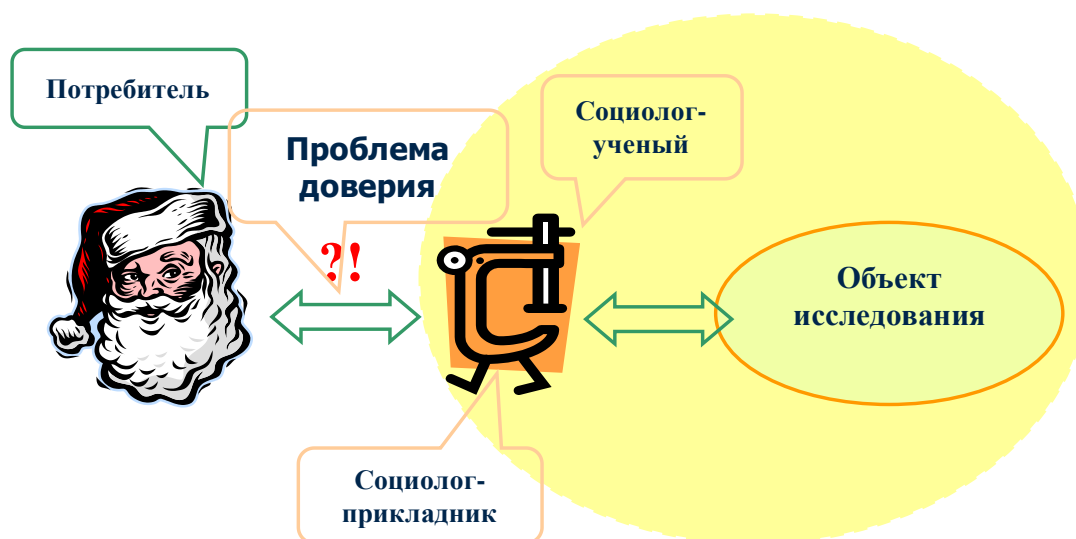 Потребитель
Проблема
доверия
?!
Социолог-
ученый
Объект
исследования
Социолог-
прикладник